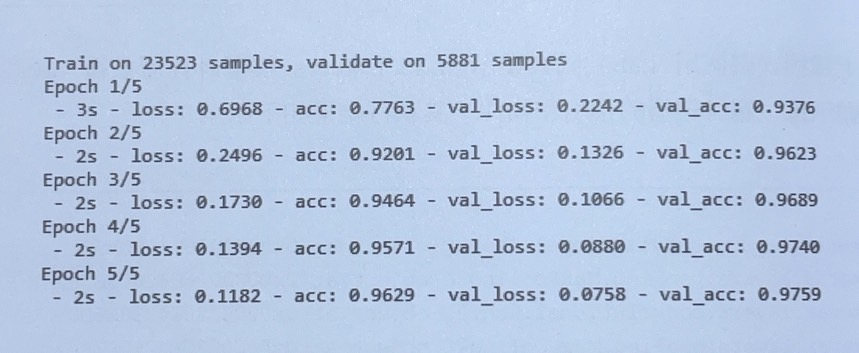 Train on 23523 samples, validate on 5881 samples
Epoch 1/5
 - 3s - loss: 0.6968 - acc: 0.7763 - val_loss: 0.2242 - val_acc: 0.9376
Epoch 2/5
 - 2s - loss: 0.2496 - acc: 0.9201 - val_loss: 0.1326 - val_acc: 0.9623
Epoch 3/5
 - 2s - loss: 0.1730 - acc: 0.9464 - val_loss: 0.1066 - val_acc: 0.9689
Epoch 4/5
 - 2s - loss: 0.1394 - acc: 0.9571 - val_loss: 0.0880 - val_acc: 0.9740
Epoch 5/5
 - 2s - loss: 0.1182 - acc: 0.9629 - val_loss: 0.0758 - val_acc: 0.9759